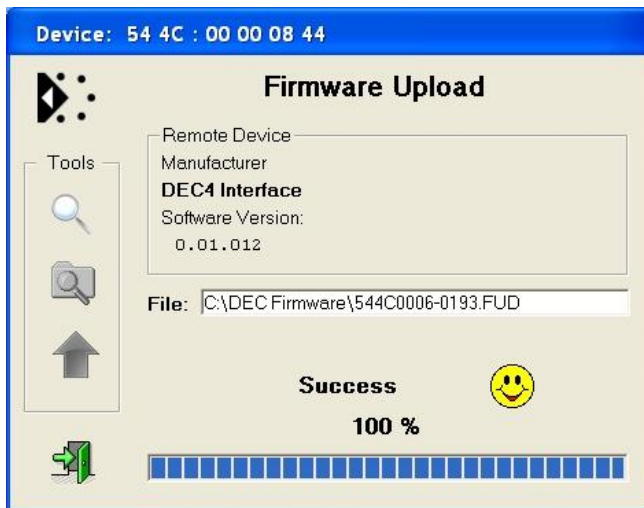 Device: 54 4C : 00 00 08 44
Firmware Upload
Remote Device
Tools
Manufacturer
DEC4 Interface
Software Version:
0.01.012
File: C:\DEC Firmware\544C0006-0193.FUD
Success
100 %